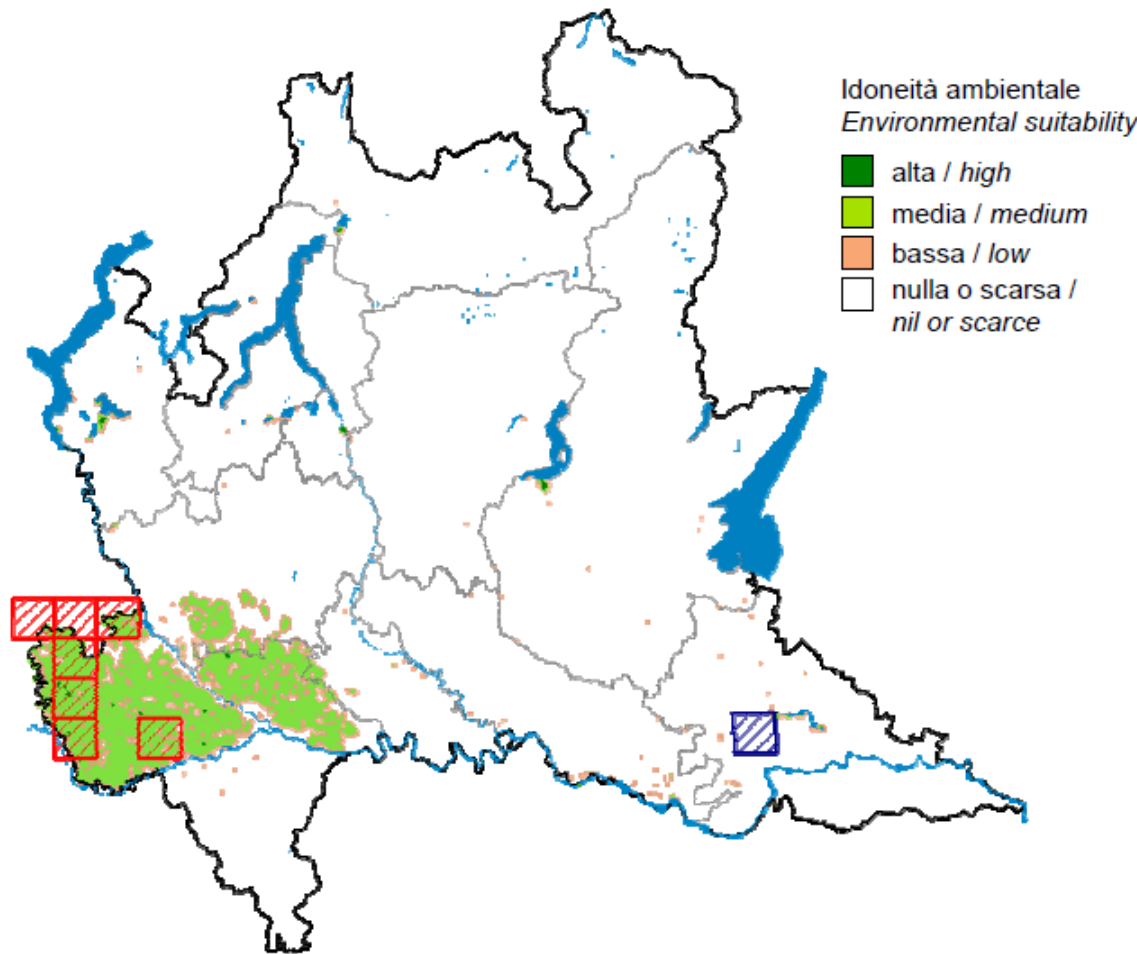 Idoneità ambientale
Environmental suitability
alta / high
media / medium
bassa / low
nulla o scarsa /
nil or scarce